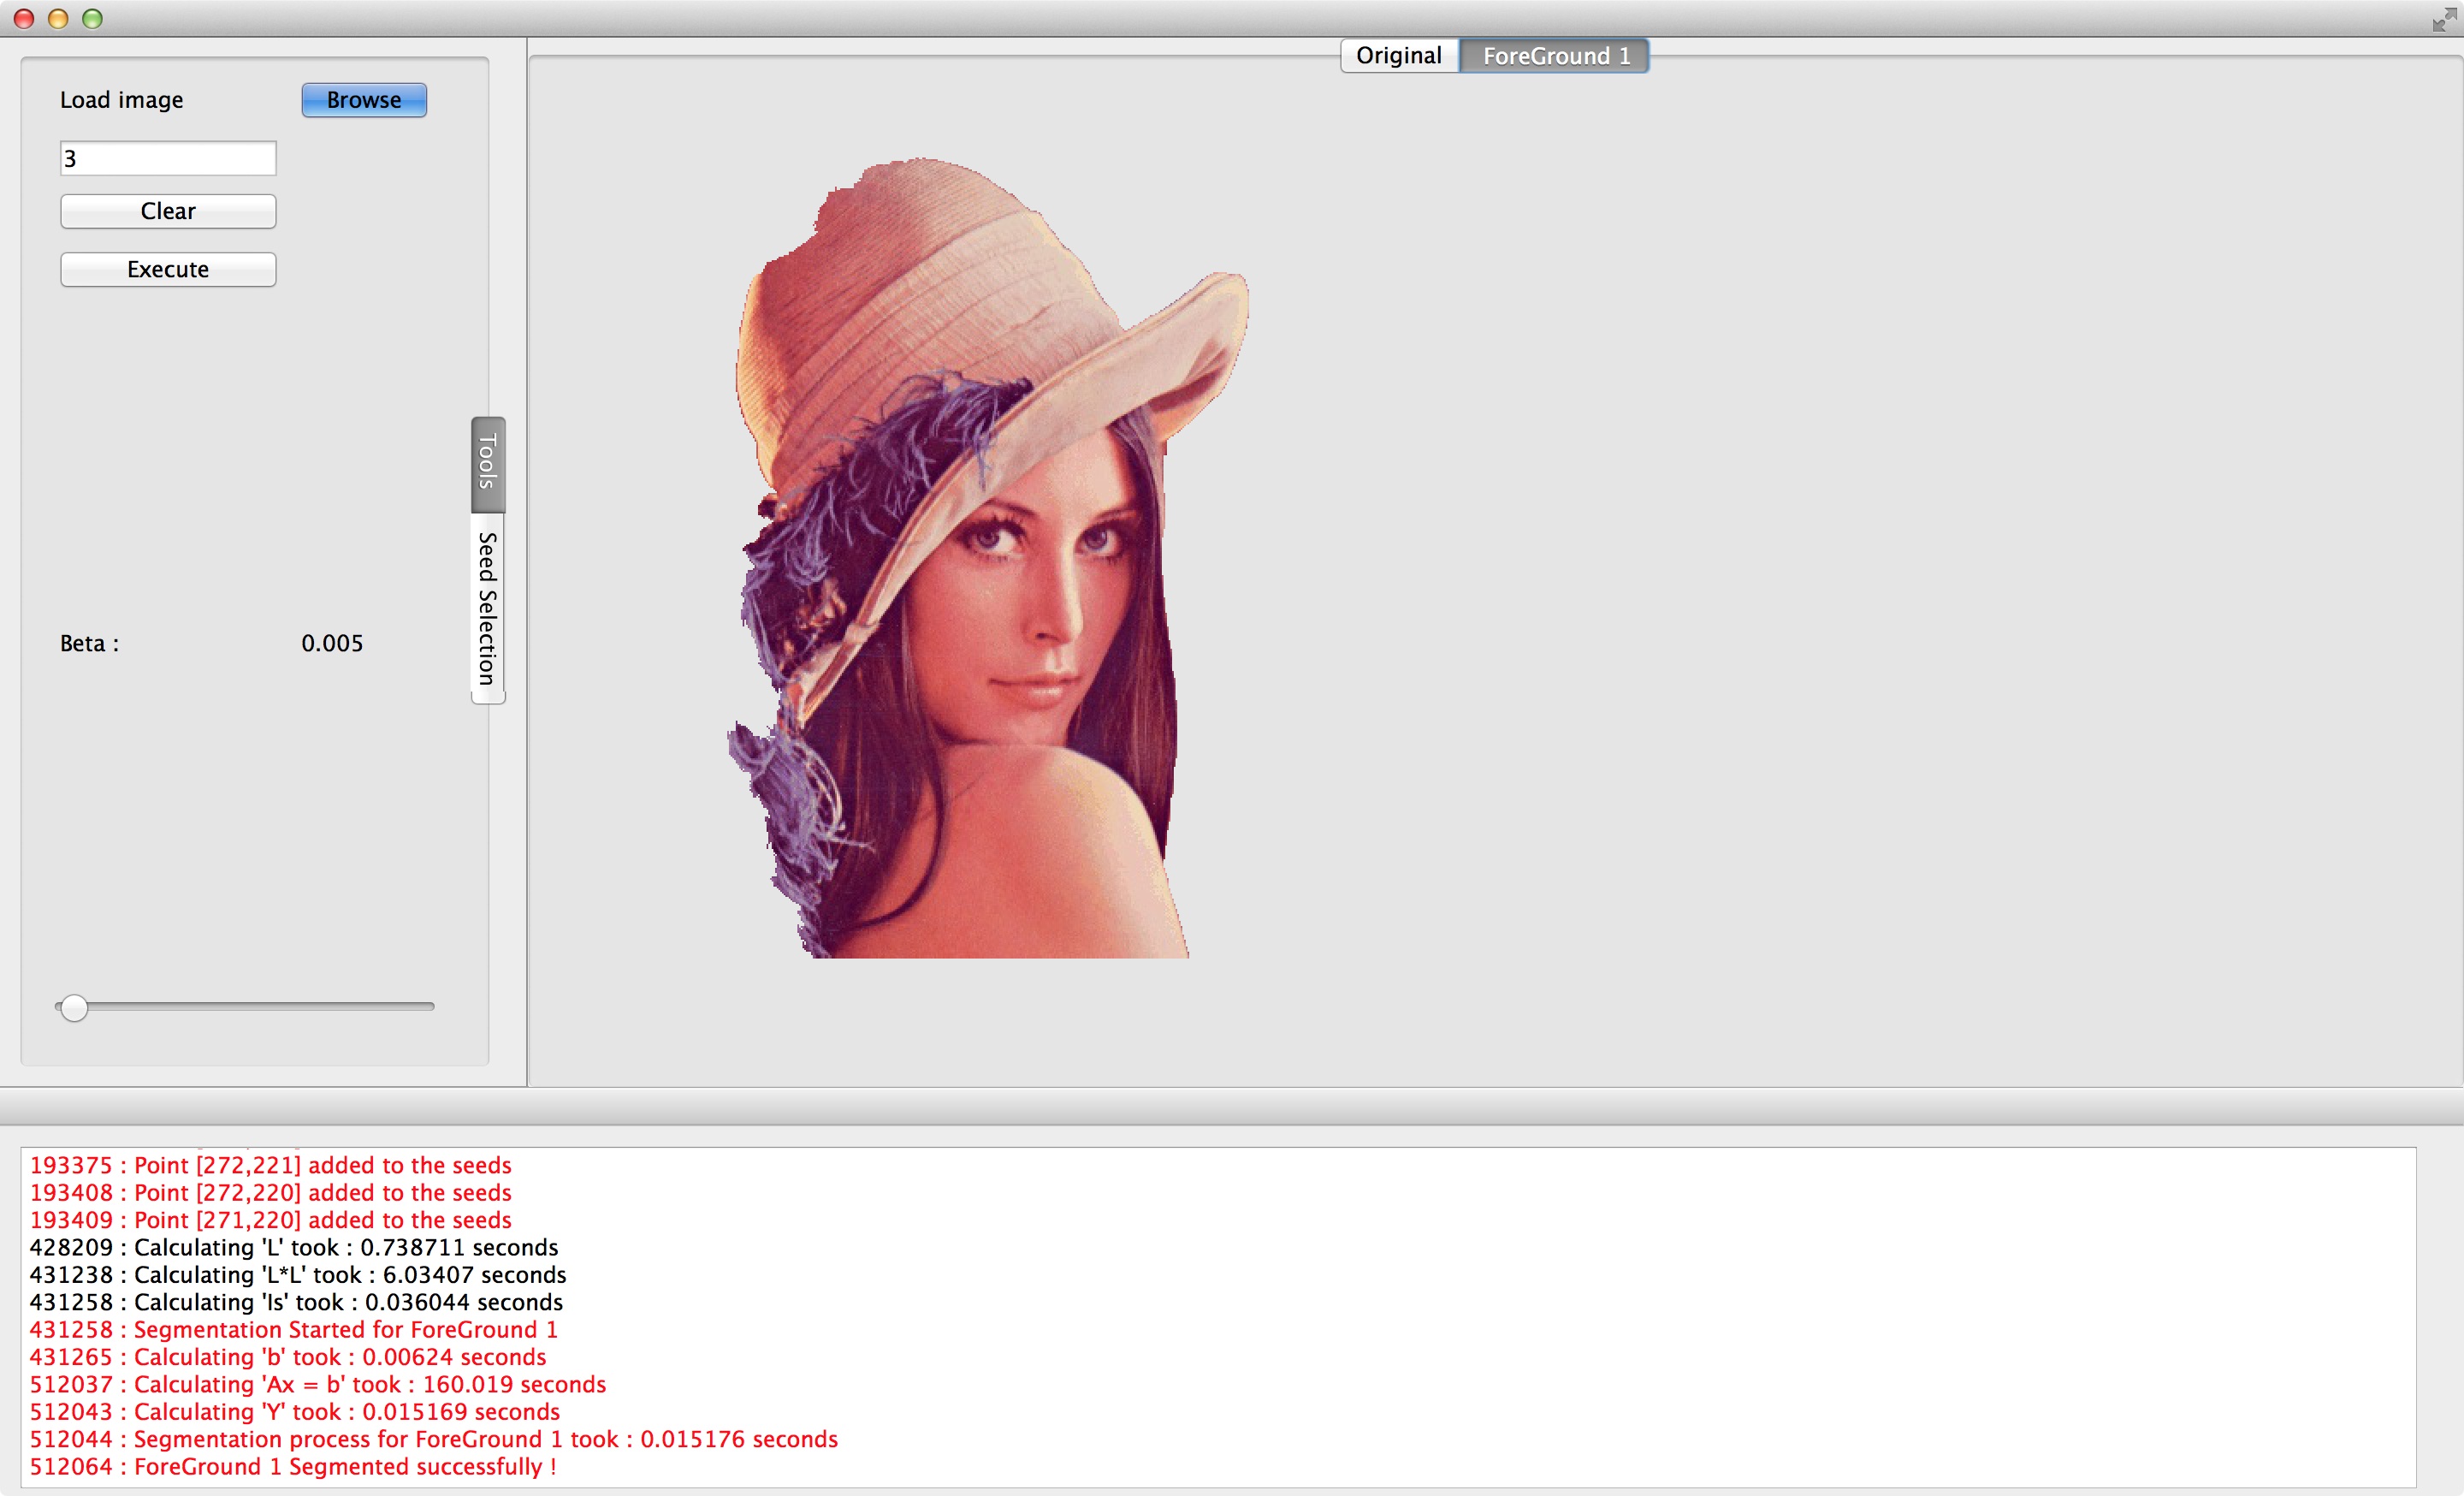 Original ForeGround 1
Load image Browse
3
Clear
Execute
Tools
Seed Selection
Beta : 0.005
193375 : Point [272,221] added to the seeds
193408 : Point [272,220] added to the seeds
193409 : Point [271,220] added to the seeds
428209 : Calculating 'L' took : 0.738711 seconds
431238 : Calculating 'L*L' took : 6.03407 seconds
431258 : Calculating 'Is' took : 0.036044 seconds
431258 : Segmentation Started for ForeGround 1
431265 : Calculating 'b' took : 0.00624 seconds
512037 : Calculating 'Ax = b' took : 160.019 seconds
512043 : Calculating 'Y' took : 0.015169 seconds
512044 : Segmentation process for ForeGround 1 took : 0.015176 seconds
512064 : ForeGround 1 Segmented successfully !